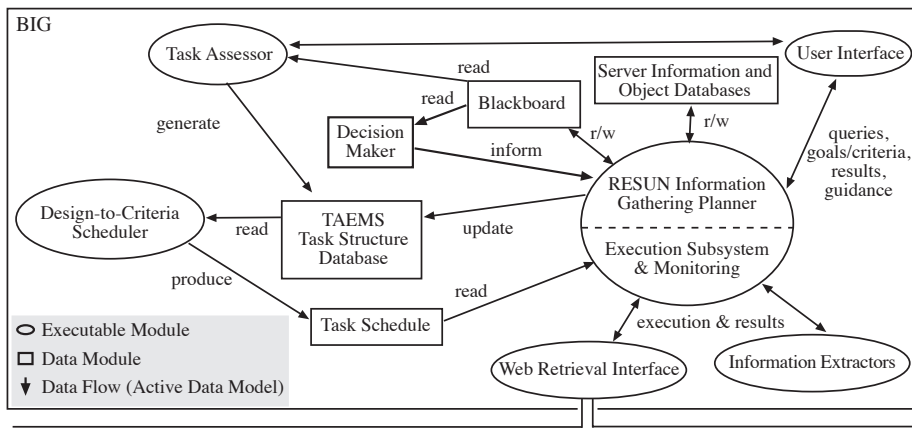 BIG
Task Assessor
User Interface
read
Server Information and
Object Databases
read
Blackboard
generate
r/w
r/w
Decision
Maker
inform
queries,
goals/criteria,
results,
guidance
RESUN Information
Gathering Planner
Design-to-Criteria
Scheduler
read
TAEMS
Task Structure
Database
update
Execution Subsystem
& Monitoring
produce
read
Task Schedule
execution & results
Executable Module
Data Module
Data Flow (Active Data Model)
Web Retrieval Interface
Information Extractors